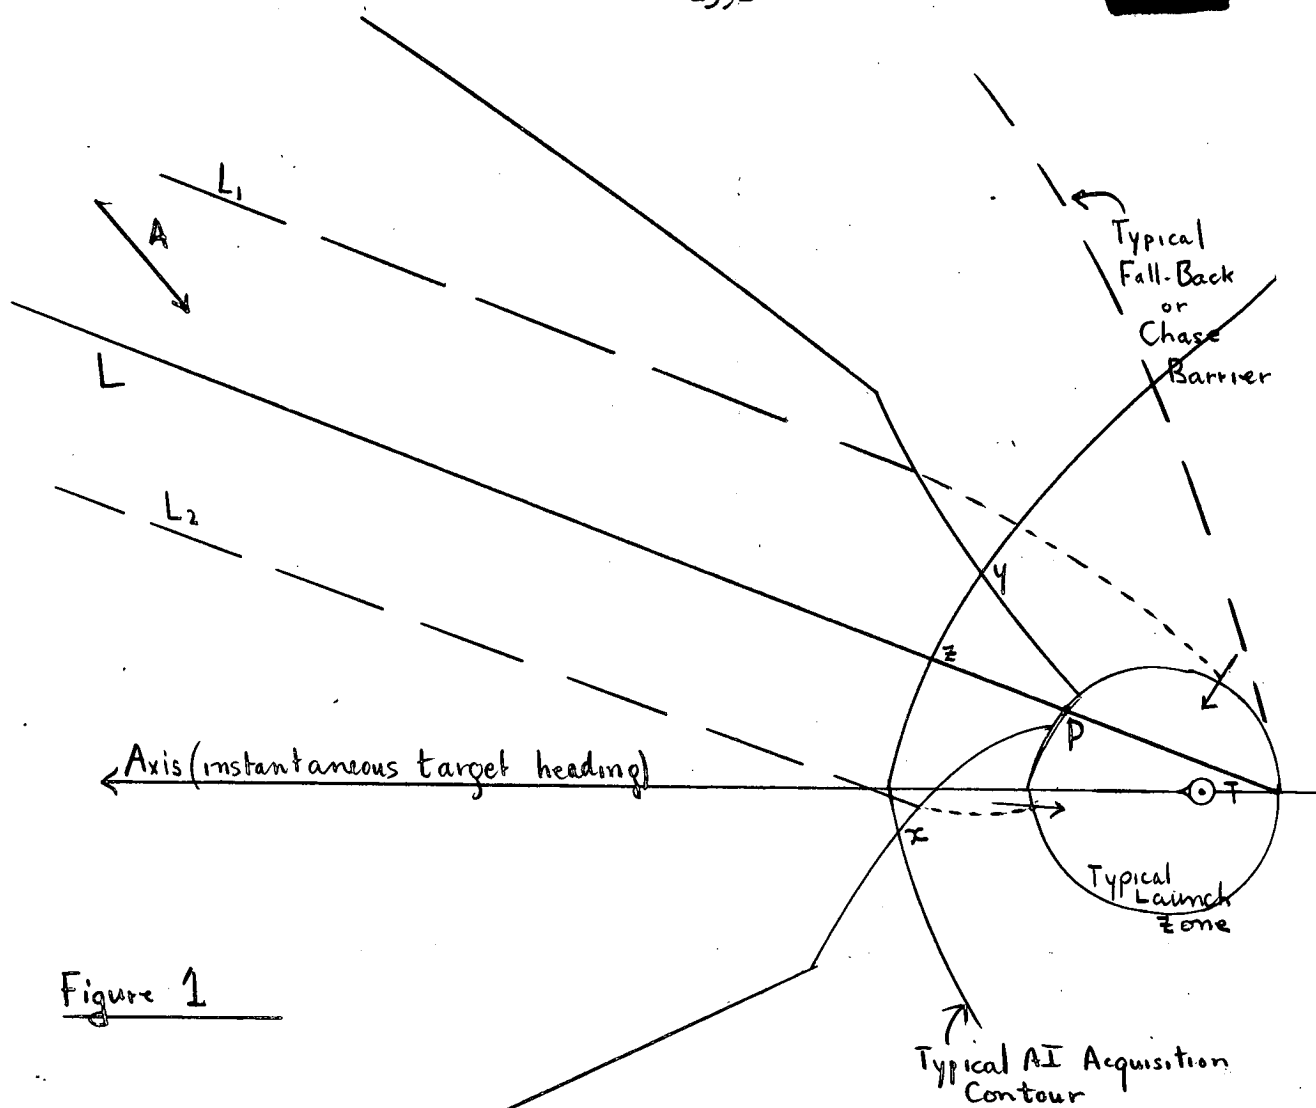 L₁
A
Typical
Fall-Back
or
Chase
Barrier
L
L₂
y
z
P
Axis (instantaneous target heading)
T
x
Typical
Launch
Zone
Figure 1
Typical AI Acquisition
Contour